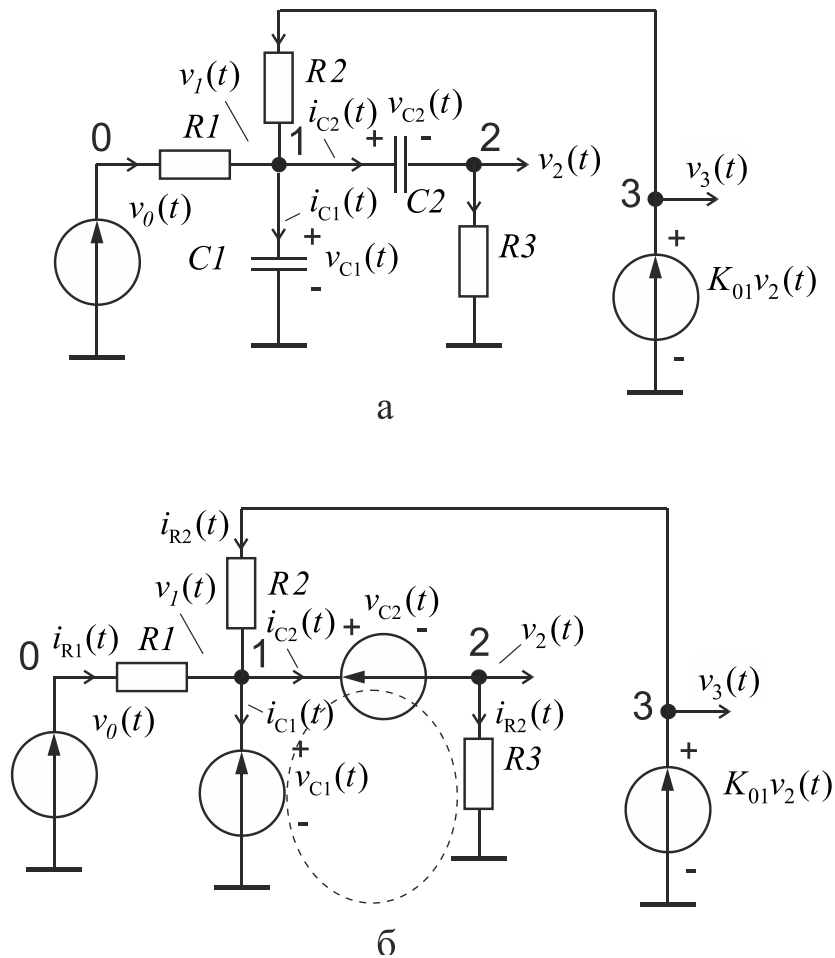 R2
v1(t)
iC2(t)
vC2(t)
+ -
0
R1
1
2
v2(t)
v3(t)
3
v0(t)
iC1(t)
C2
+
C1
vC1(t)
-
R3
+
K01v2(t)
-
а
iR2(t)
R2
v1(t)
vC2(t)
iC2(t)
+ -
v2(t)
0
iR1(t)
R1
1
2
v3(t)
3
v0(t)
iC1(t)
iR2(t)
+
vC1(t)
-
R3
+
K01v2(t)
-
б